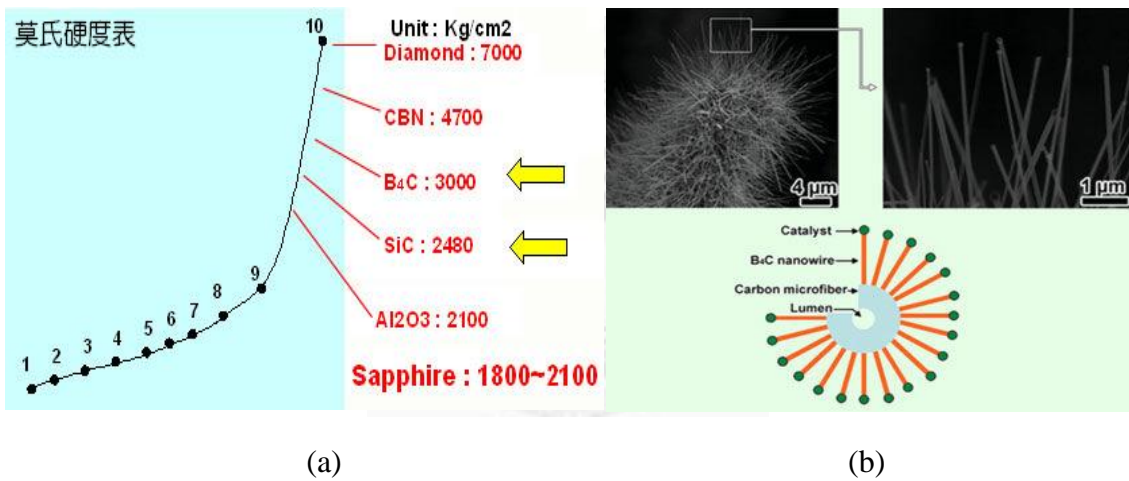 莫氏硬度表
Unit : Kg/cm2
10
Diamond : 7000
CBN : 4700
B₄C : 3000
SiC : 2480
9
8
7
6
5
4
3
2
1
Al2O3 : 2100
Sapphire : 1800~2100
4 μm
1 μm
Catalyst
B₄C nanowire
Carbon microfiber
Lumen
(a)
(b)